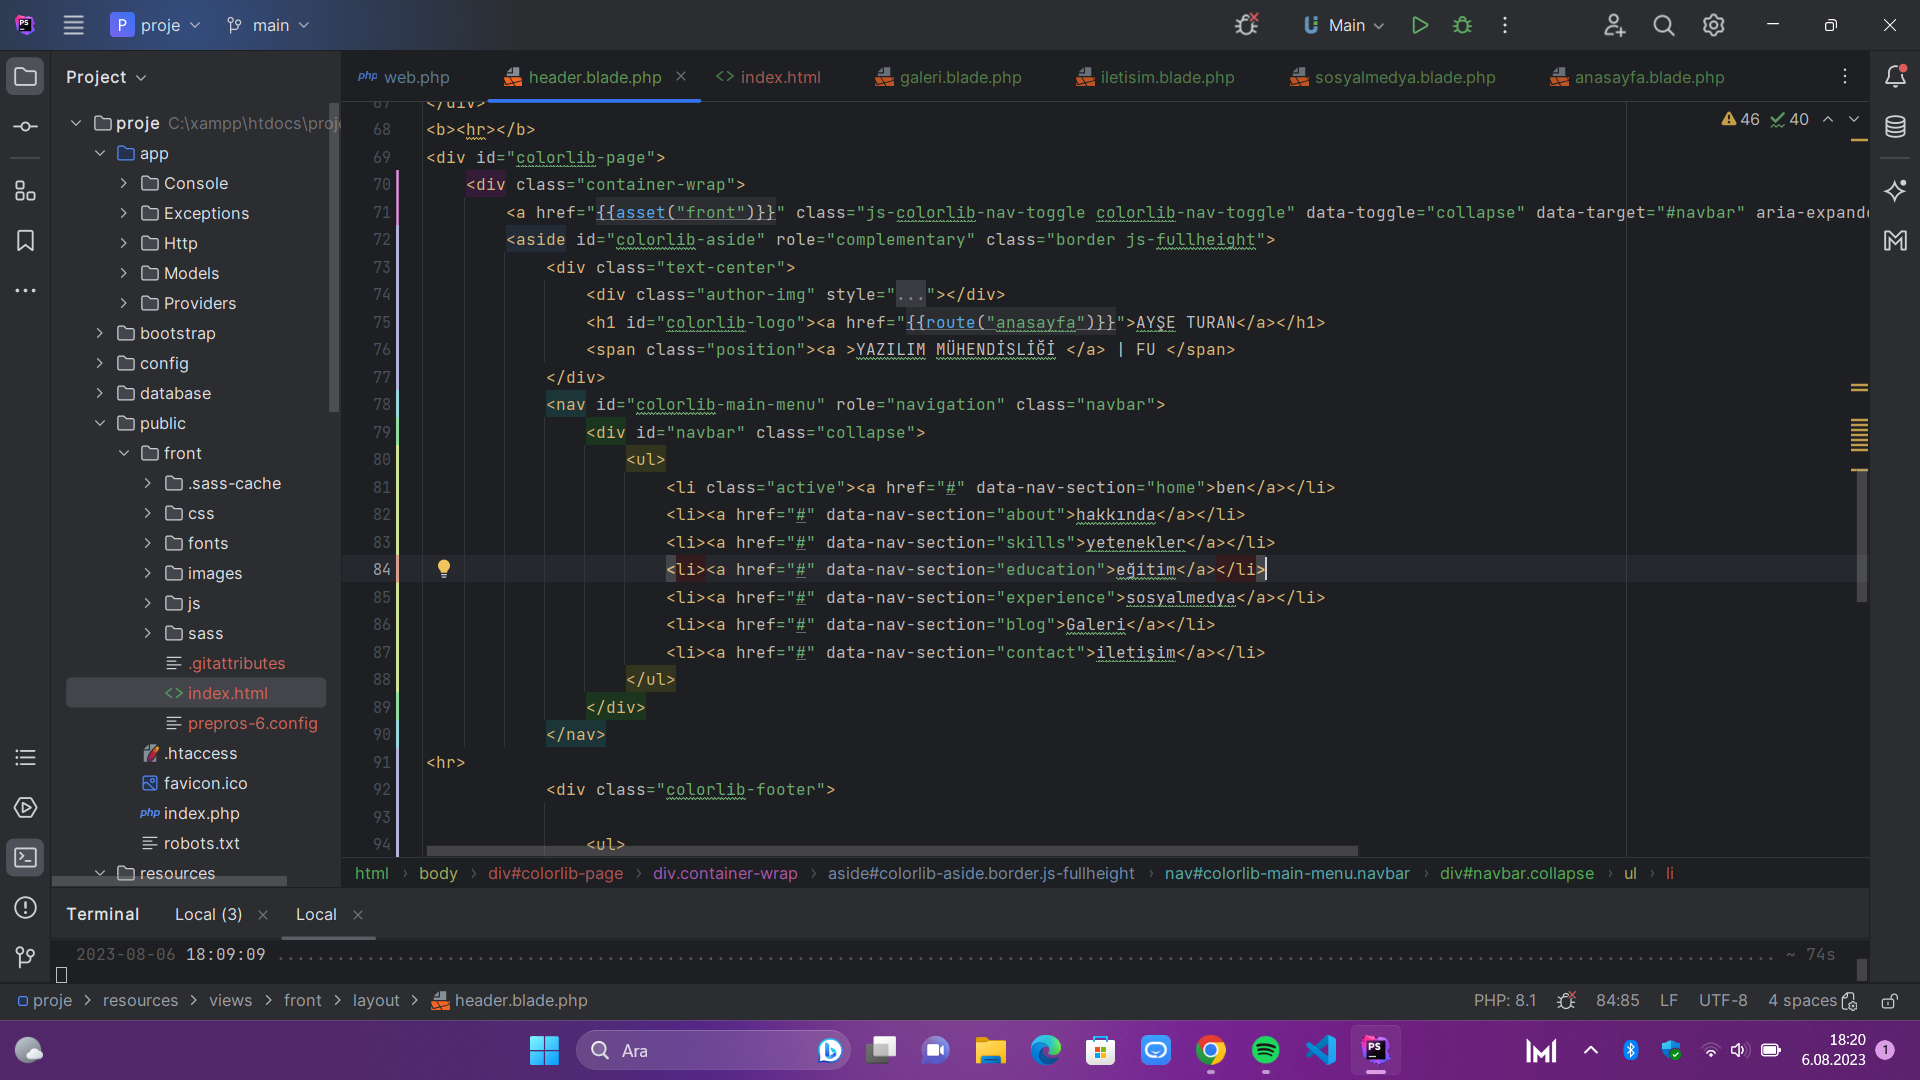 PS
P proje
main
Main
Project
php web.php
header.blade.php
<> index.html
galeri.blade.php
iletisim.blade.php
sosyalmedya.blade.php
anasayfa.blade.php
proje C:\xampp\htdocs\proje
app
Console
Exceptions
Http
Models
Providers
bootstrap
config
database
public
front
.sass-cache
css
fonts
images
js
sass
.gitattributes
<> index.html
prepros-6.config
.htaccess
favicon.ico
php index.php
robots.txt
resources
46 40
67 </div>
68 <b><hr></b>
69 <div id="colorlib-page">
70 <div class="container-wrap">
71 <a href="{{asset("front")}}" class="js-colorlib-nav-toggle colorlib-nav-toggle" data-toggle="collapse" data-target="#navbar" aria-expande
72 <aside id="colorlib-aside" role="complementary" class="border js-fullheight">
73 <div class="text-center">
74 <div class="author-img" style="..."></div>
75 <h1 id="colorlib-logo"><a href="{{route("anasayfa")}}">AYŞE TURAN</a></h1>
76 <span class="position"><a >YAZILIM MÜHENDİSLİĞİ </a> | FU </span>
77 </div>
78 <nav id="colorlib-main-menu" role="navigation" class="navbar">
79 <div id="navbar" class="collapse">
80 <ul>
81 <li class="active"><a href="#" data-nav-section="home">ben</a></li>
82 <li><a href="#" data-nav-section="about">hakkında</a></li>
83 <li><a href="#" data-nav-section="skills">yetenekler</a></li>
84 <li><a href="#" data-nav-section="education">eğitim</a></li>
85 <li><a href="#" data-nav-section="experience">sosyalmedya</a></li>
86 <li><a href="#" data-nav-section="blog">Galeri</a></li>
87 <li><a href="#" data-nav-section="contact">iletişim</a></li>
88 </ul>
89 </div>
90 </nav>
91 <hr>
92 <div class="colorlib-footer">
93
94 <ul>
html › body › div#colorlib-page › div.container-wrap › aside#colorlib-aside.border.js-fullheight › nav#colorlib-main-menu.navbar › div#navbar.collapse › ul › li
Terminal Local (3) Local
2023-08-06 18:09:09 ........................................ ~ 74s
proje > resources > views > front > layout > header.blade.php
PHP: 8.1 84:85 LF UTF-8 4 spaces
Ara
PS
18:20
6.08.2023
1